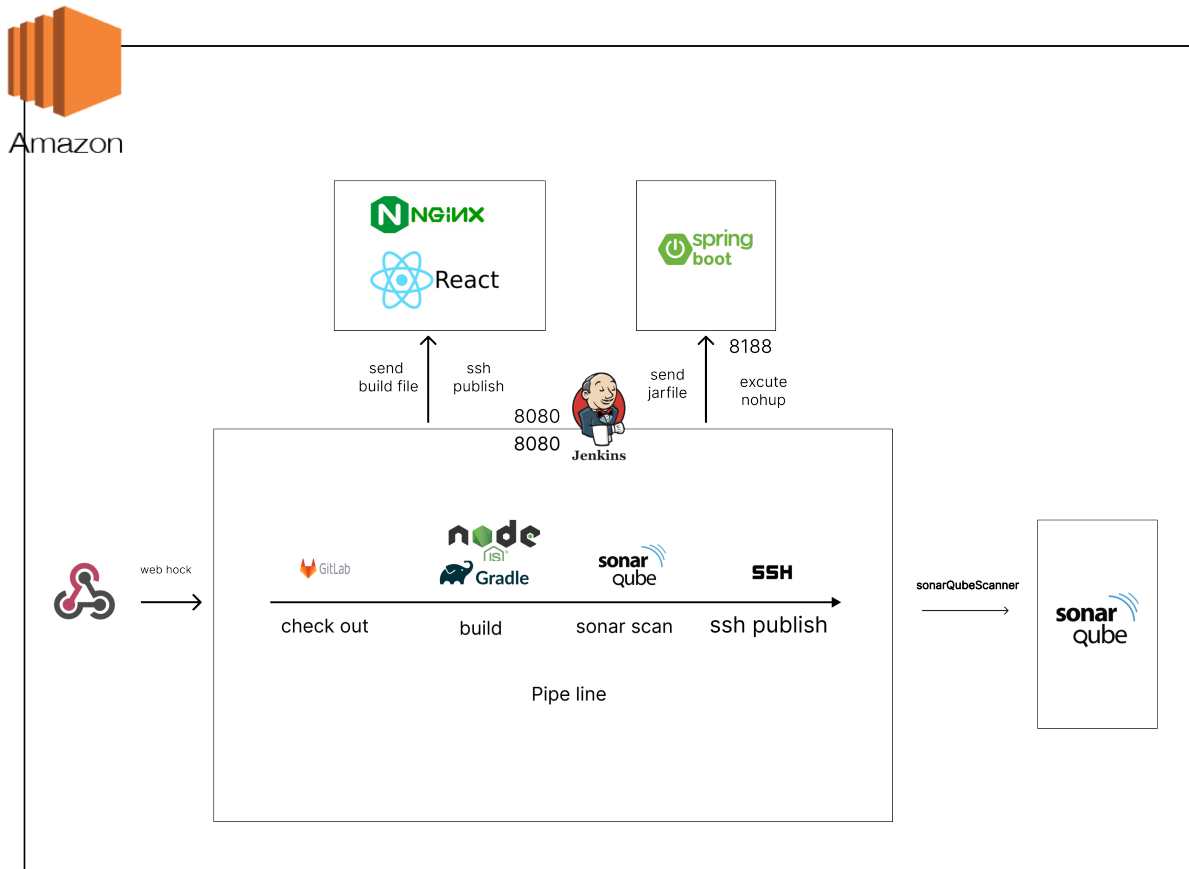 Amazon
NGINX
React
spring
boot
send
build file
ssh
publish
send
jarfile
8188
excute
nohup
8080
8080
Jenkins
web hock
GitLab
node
JS
Gradle
sonar
qube
SSH
check out
build
sonar scan
ssh publish
Pipe line
sonarQubeScanner
sonar
qube